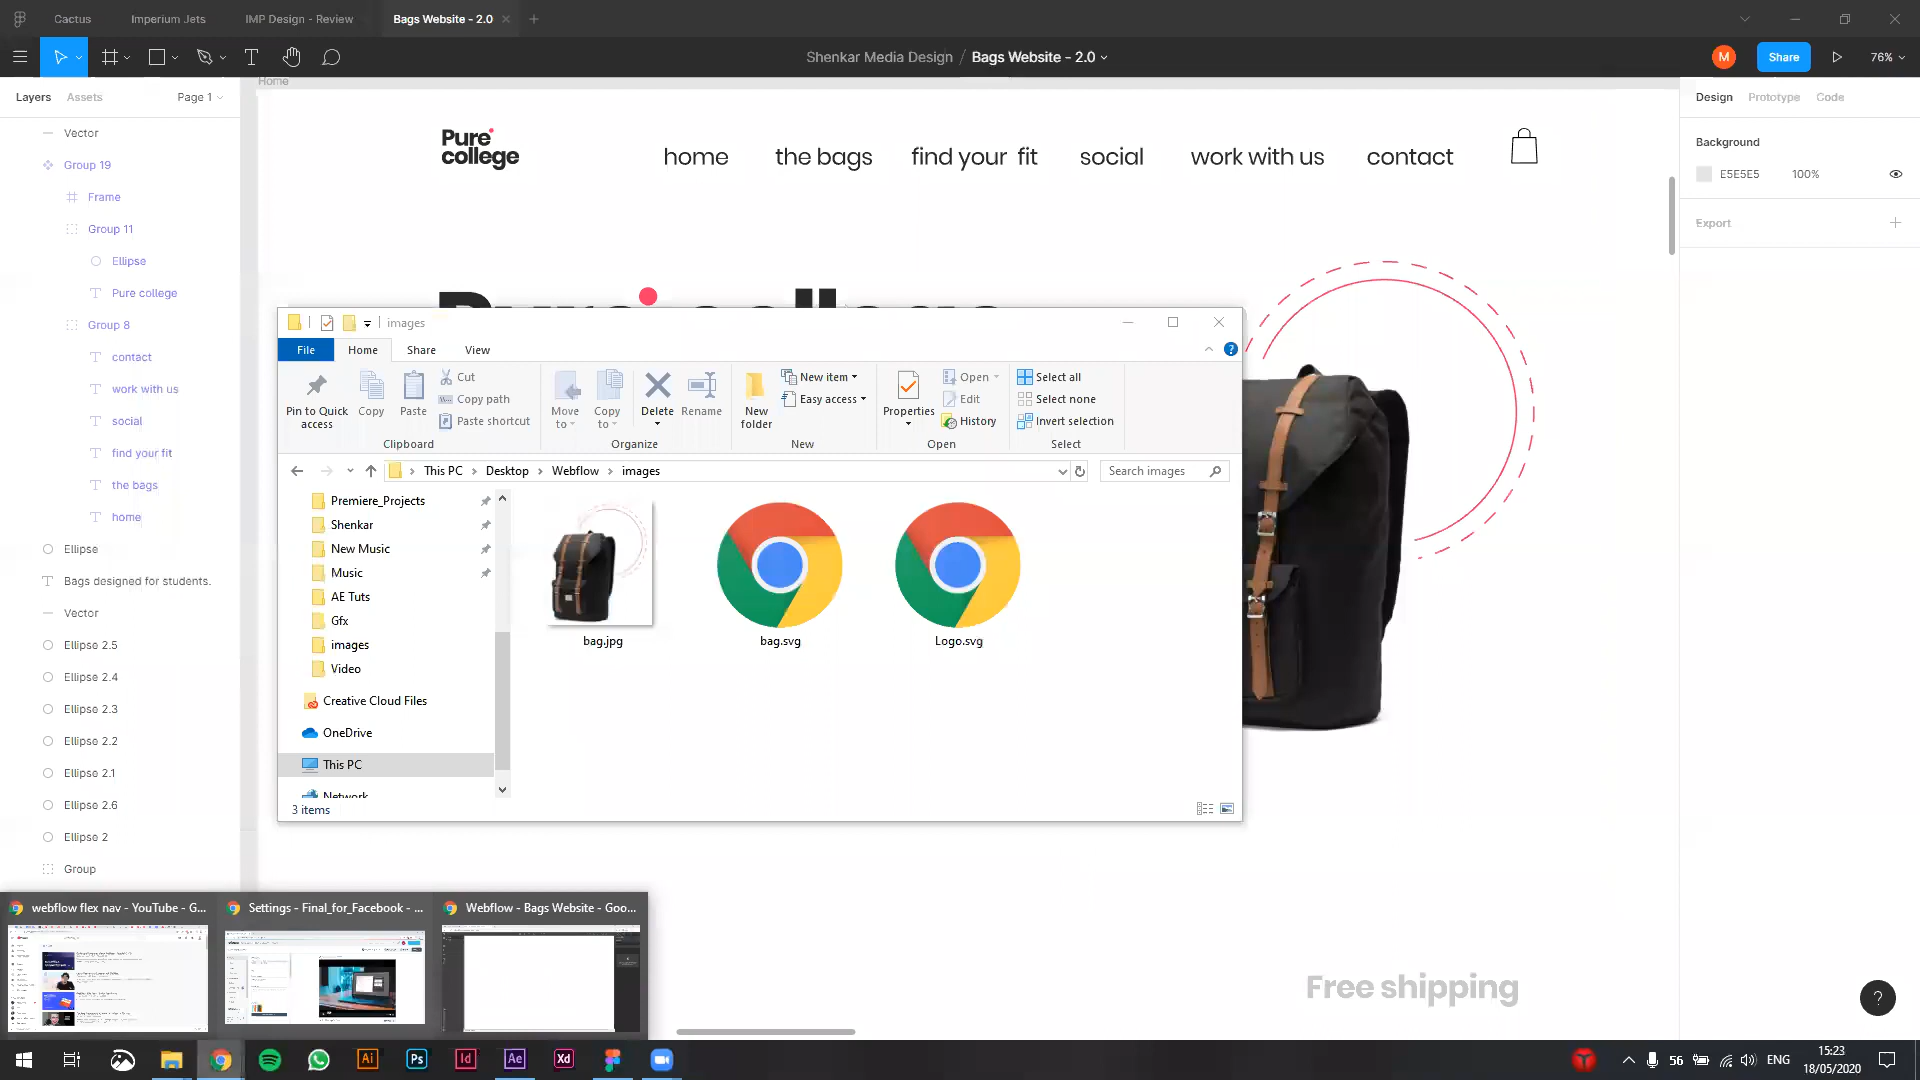 Cactus
Imperium Jets
IMP Design - Review
Bags Website - 2.0
Shenkar Media Design / Bags Website - 2.0
M
Share
76%
Layers
Assets
Page 1
Home
Design
Prototype
Code
Background
E5E5E5
100%
Export
Vector
Group 19
Frame
Group 11
Ellipse
Pure college
Group 8
contact
work with us
social
find your fit
the bags
home
Ellipse
Bags designed for students.
Vector
Ellipse 2.5
Ellipse 2.4
Ellipse 2.3
Ellipse 2.2
Ellipse 2.1
Ellipse 2.6
Ellipse 2
Group
Pure
college
home
the bags
find your fit
social
work with us
contact
Pure college
images
File
Home
Share
View
Pin to Quick
access
Copy
Paste
Cut
Copy path
Paste shortcut
Clipboard
Move
to
Copy
to
Delete
Rename
Organize
New
folder
New item
Easy access
New
Properties
Open
Edit
History
Open
Select all
Select none
Invert selection
Select
This PC
Desktop
Webflow
images
Search images
Premiere_Projects
Shenkar
New Music
Music
AE Tuts
Gfx
images
Video
Creative Cloud Files
OneDrive
This PC
Network
bag.jpg
bag.svg
Logo.svg
3 items
Free shipping
?
webflow flex nav - YouTube - G...
Settings - Final_for_Facebook - ...
Webflow - Bags Website - Goo...
Ai
Ps
Id
Ae
Xd
56
ENG
15:23
18/05/2020